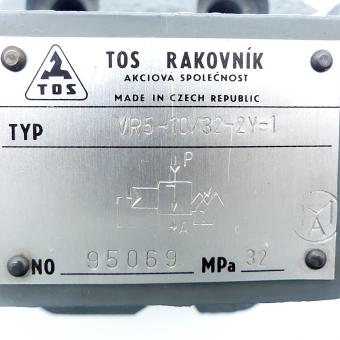 TOS RAKOVNÍK
TOS
AKCIOVÁ SPOLEČNOST
MADE IN CZECH REPUBLIC
TYP VR5-10/32-2Y-1
P
A
A
NO 95069 MPa 32